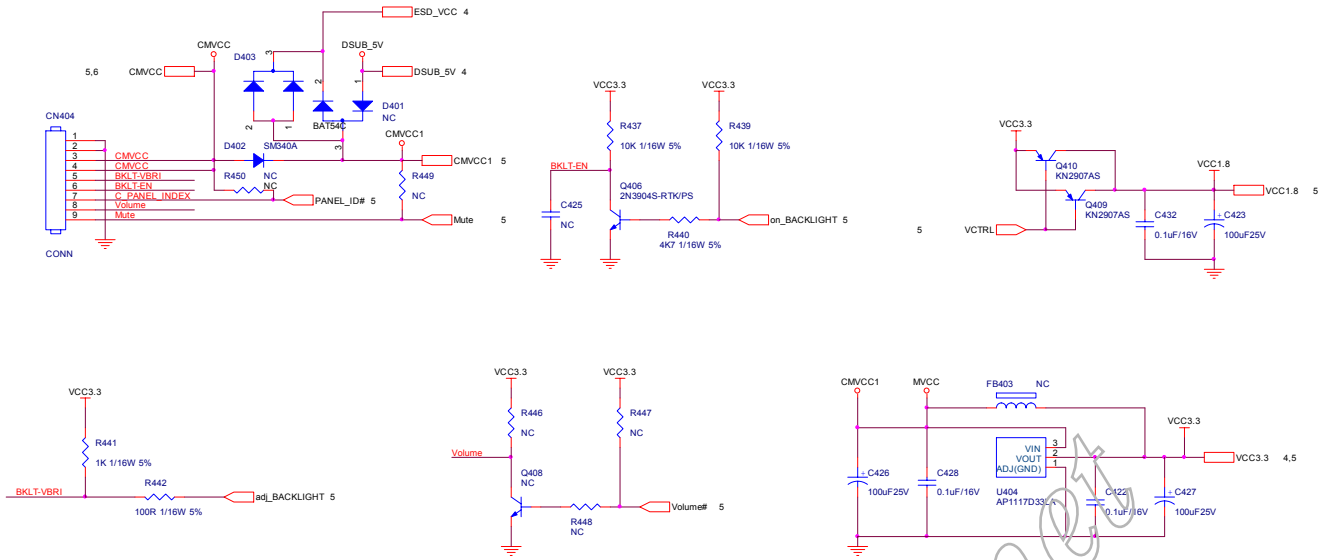 ESD_VCC 4
CMVCC
DSUB_5V
D403
3
5,6
CMVCC
DSUB_5V 4
2
1
VCC3.3
VCC3.3
CN404
2
1
BAT54C
D401
NC
R437
10K 1/16W 5%
R439
10K 1/16W 5%
VCC3.3
1
2
3
4
5
6
7
8
9
CMVCC
CMVCC
BKLT-VBRI
BKLT-EN
C_PANEL_INDEX
Volume
Mute
D402
SM340A
NC
NC
3
CMVCC1
CMVCC1 5
R450
R449
NC
PANEL_ID# 5
Mute 5
CONN
BKLT-EN
Q406
2N3904S-RTK/PS
C425
NC
R440
4K7 1/16W 5%
on_BACKLIGHT 5
Q410
KN2907AS
Q409
KN2907AS
VCC1.8
VCC1.8 5
5 VCTRL
C432
0.1uF/16V
+
C423
100uF25V
VCC3.3
R441
1K 1/16W 5%
BKLT-VBRI
R442
100R 1/16W 5%
adj_BACKLIGHT 5
VCC3.3
VCC3.3
R446
NC
R447
NC
Volume
Q408
NC
R448
NC
Volume# 5
CMVCC1
MVCC
FB403 NC
VCC3.3
VIN 3
VOUT 2
ADJ(GND) 1
VCC3.3 4,5
+
C426
100uF25V
C428
0.1uF/16V
U404
AP1117D33LA
C422
0.1uF/16V
+
C427
100uF25V